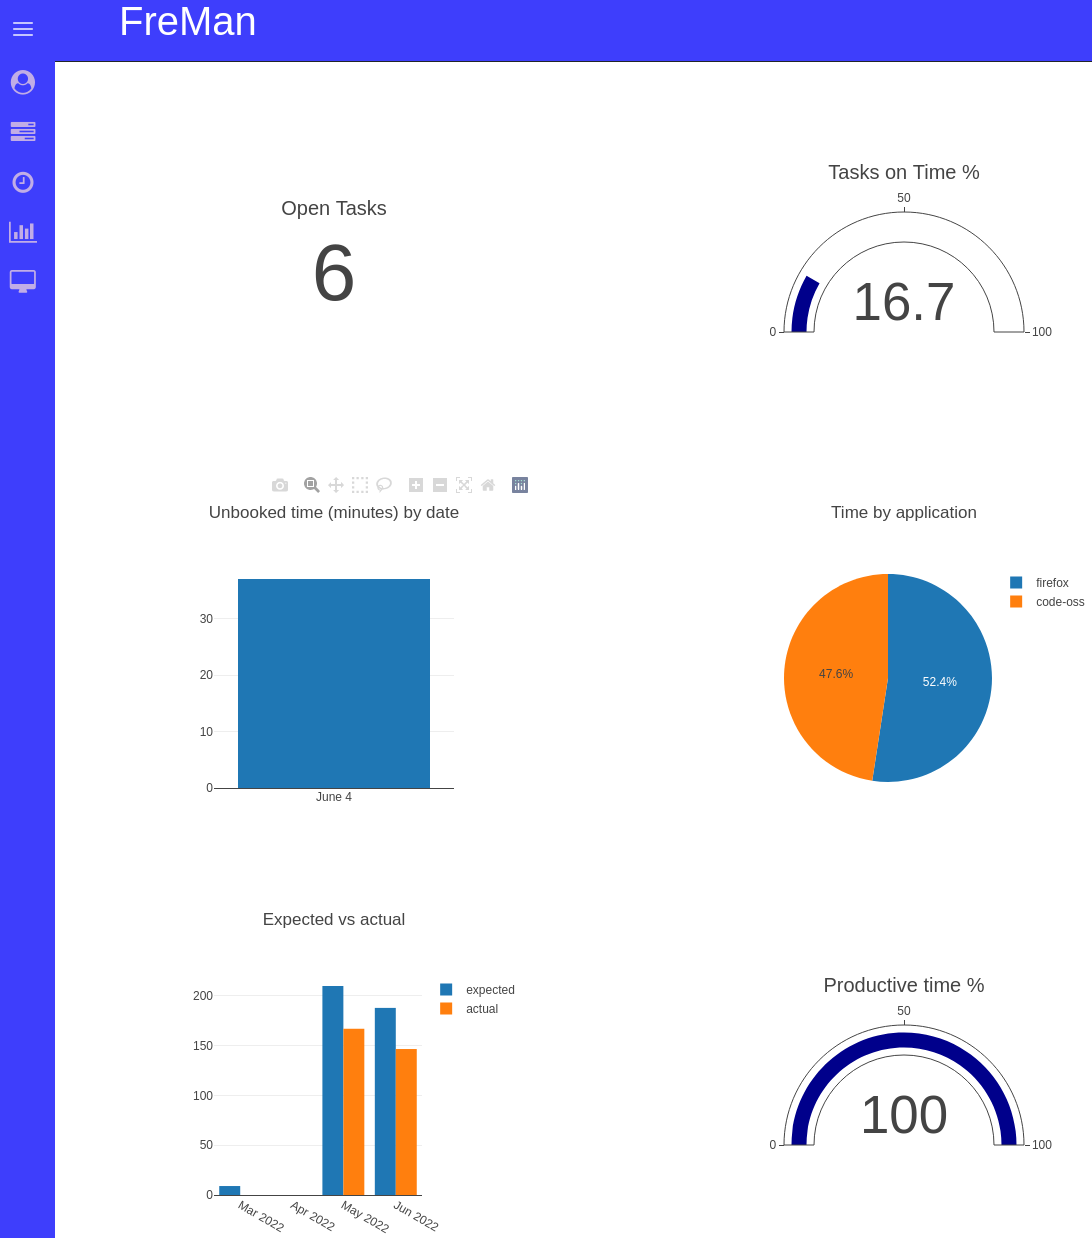 FreMan
Open Tasks
6
Tasks on Time %
50
16.7
0
100
Unbooked time (minutes) by date
30
20
10
0
June 4
Time by application
firefox
code-oss
47.6%
52.4%
Expected vs actual
expected
actual
200
150
100
50
0
Mar 2022
Apr 2022
May 2022
Jun 2022
Productive time %
50
100
0
100